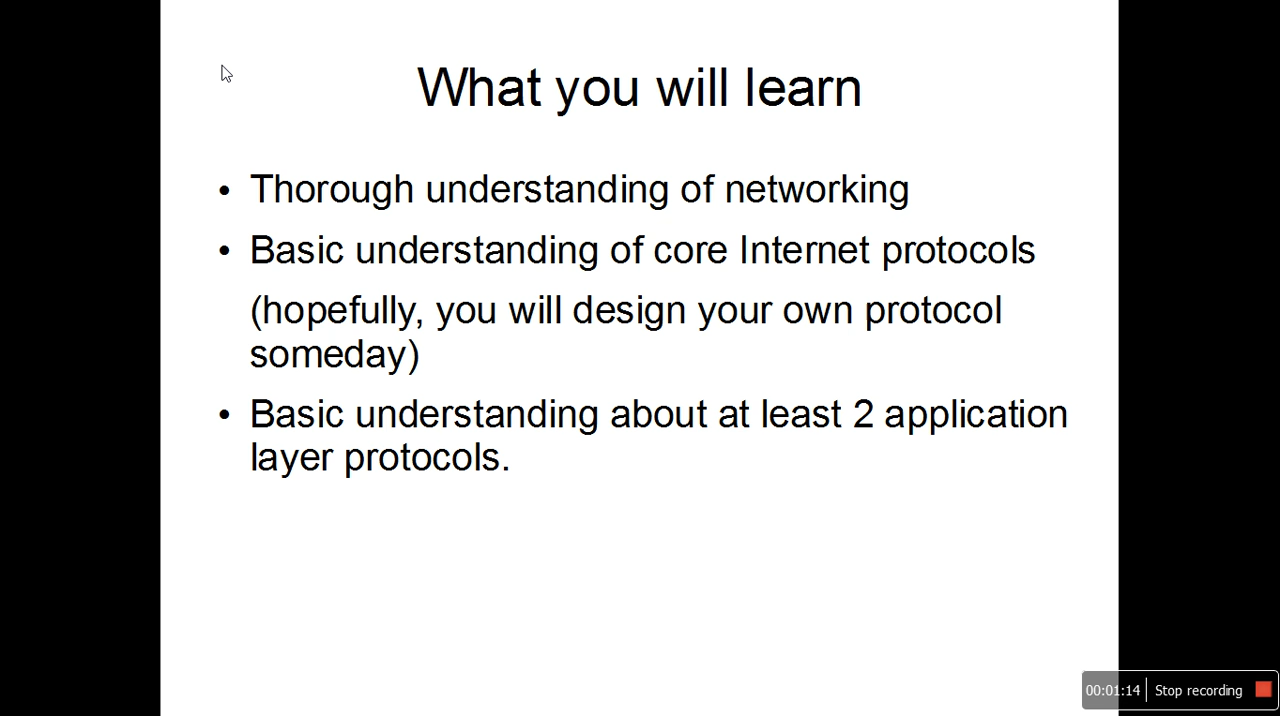 What you will learn
• Thorough understanding of networking
• Basic understanding of core Internet protocols
(hopefully, you will design your own protocol
someday)
• Basic understanding about at least 2 application
layer protocols.
00:01:14 Stop recording